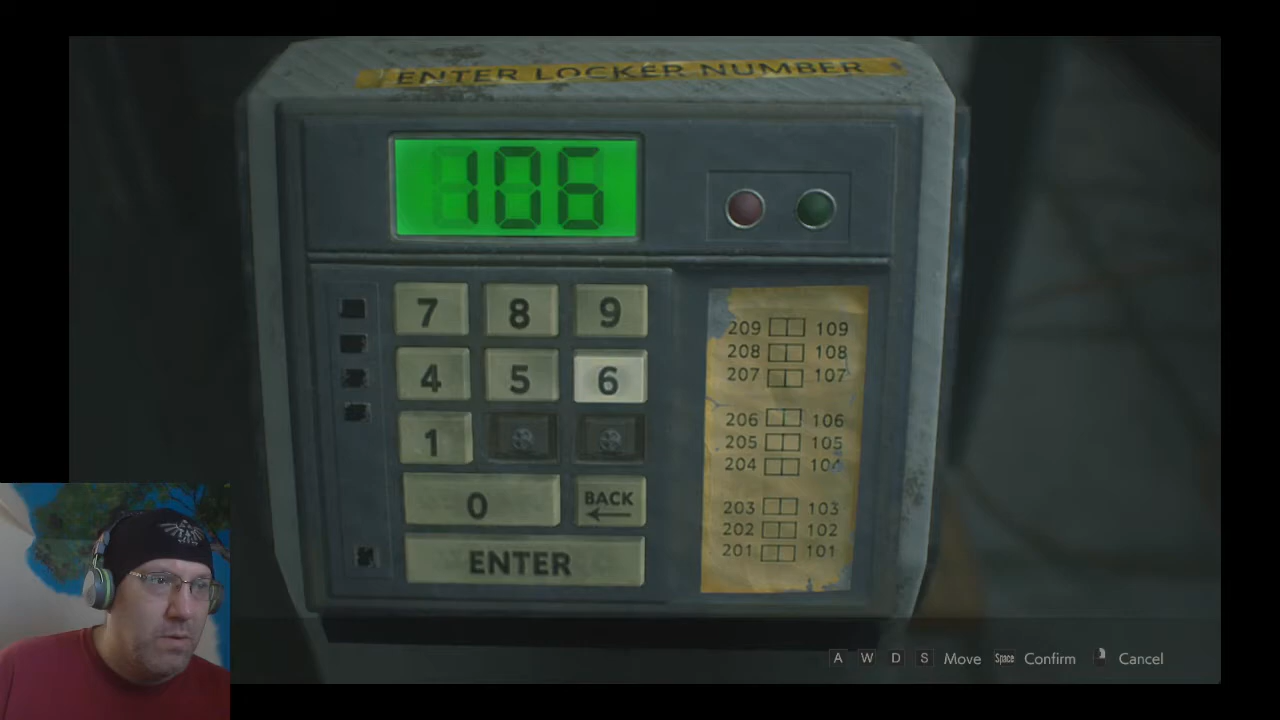 ENTER LOCKER NUMBER
106
7 8 9
4 5 6
1
0 BACK
ENTER
209 109
208 108
207 107
206 106
205 105
204 104
203 103
202 102
201 101
A W D S Move Space Confirm Cancel